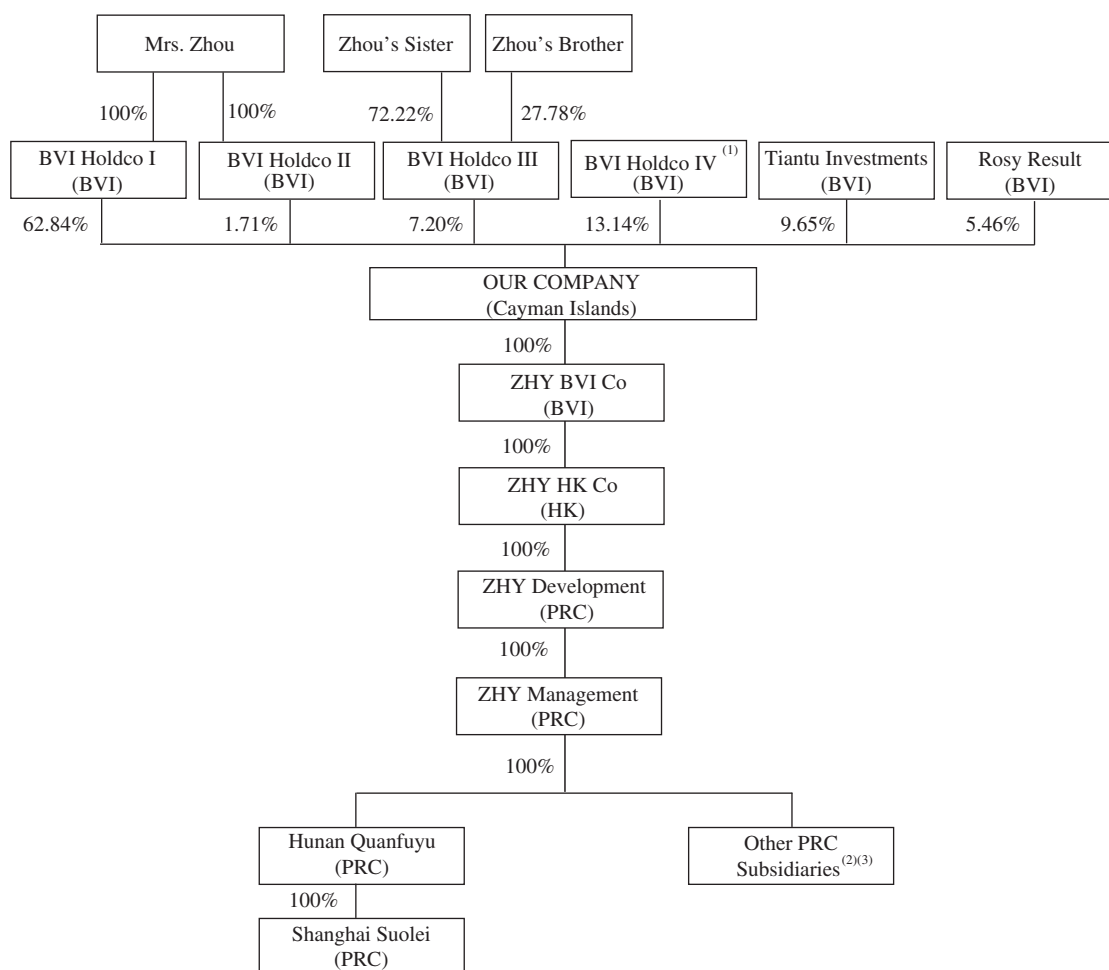 Mrs. Zhou
Zhou's Sister
Zhou's Brother
100%
100%
72.22%
27.78%
BVI Holdco I
(BVI)
BVI Holdco II
(BVI)
BVI Holdco III
(BVI)
BVI Holdco IV (1)
(BVI)
Tiantu Investments
(BVI)
Rosy Result
(BVI)
62.84%
1.71%
7.20%
13.14%
9.65%
5.46%
OUR COMPANY
(Cayman Islands)
100%
ZHY BVI Co
(BVI)
100%
ZHY HK Co
(HK)
100%
ZHY Development
(PRC)
100%
ZHY Management
(PRC)
100%
Hunan Quanfuyu
(PRC)
Other PRC
Subsidiaries(2)(3)
100%
Shanghai Suolei
(PRC)